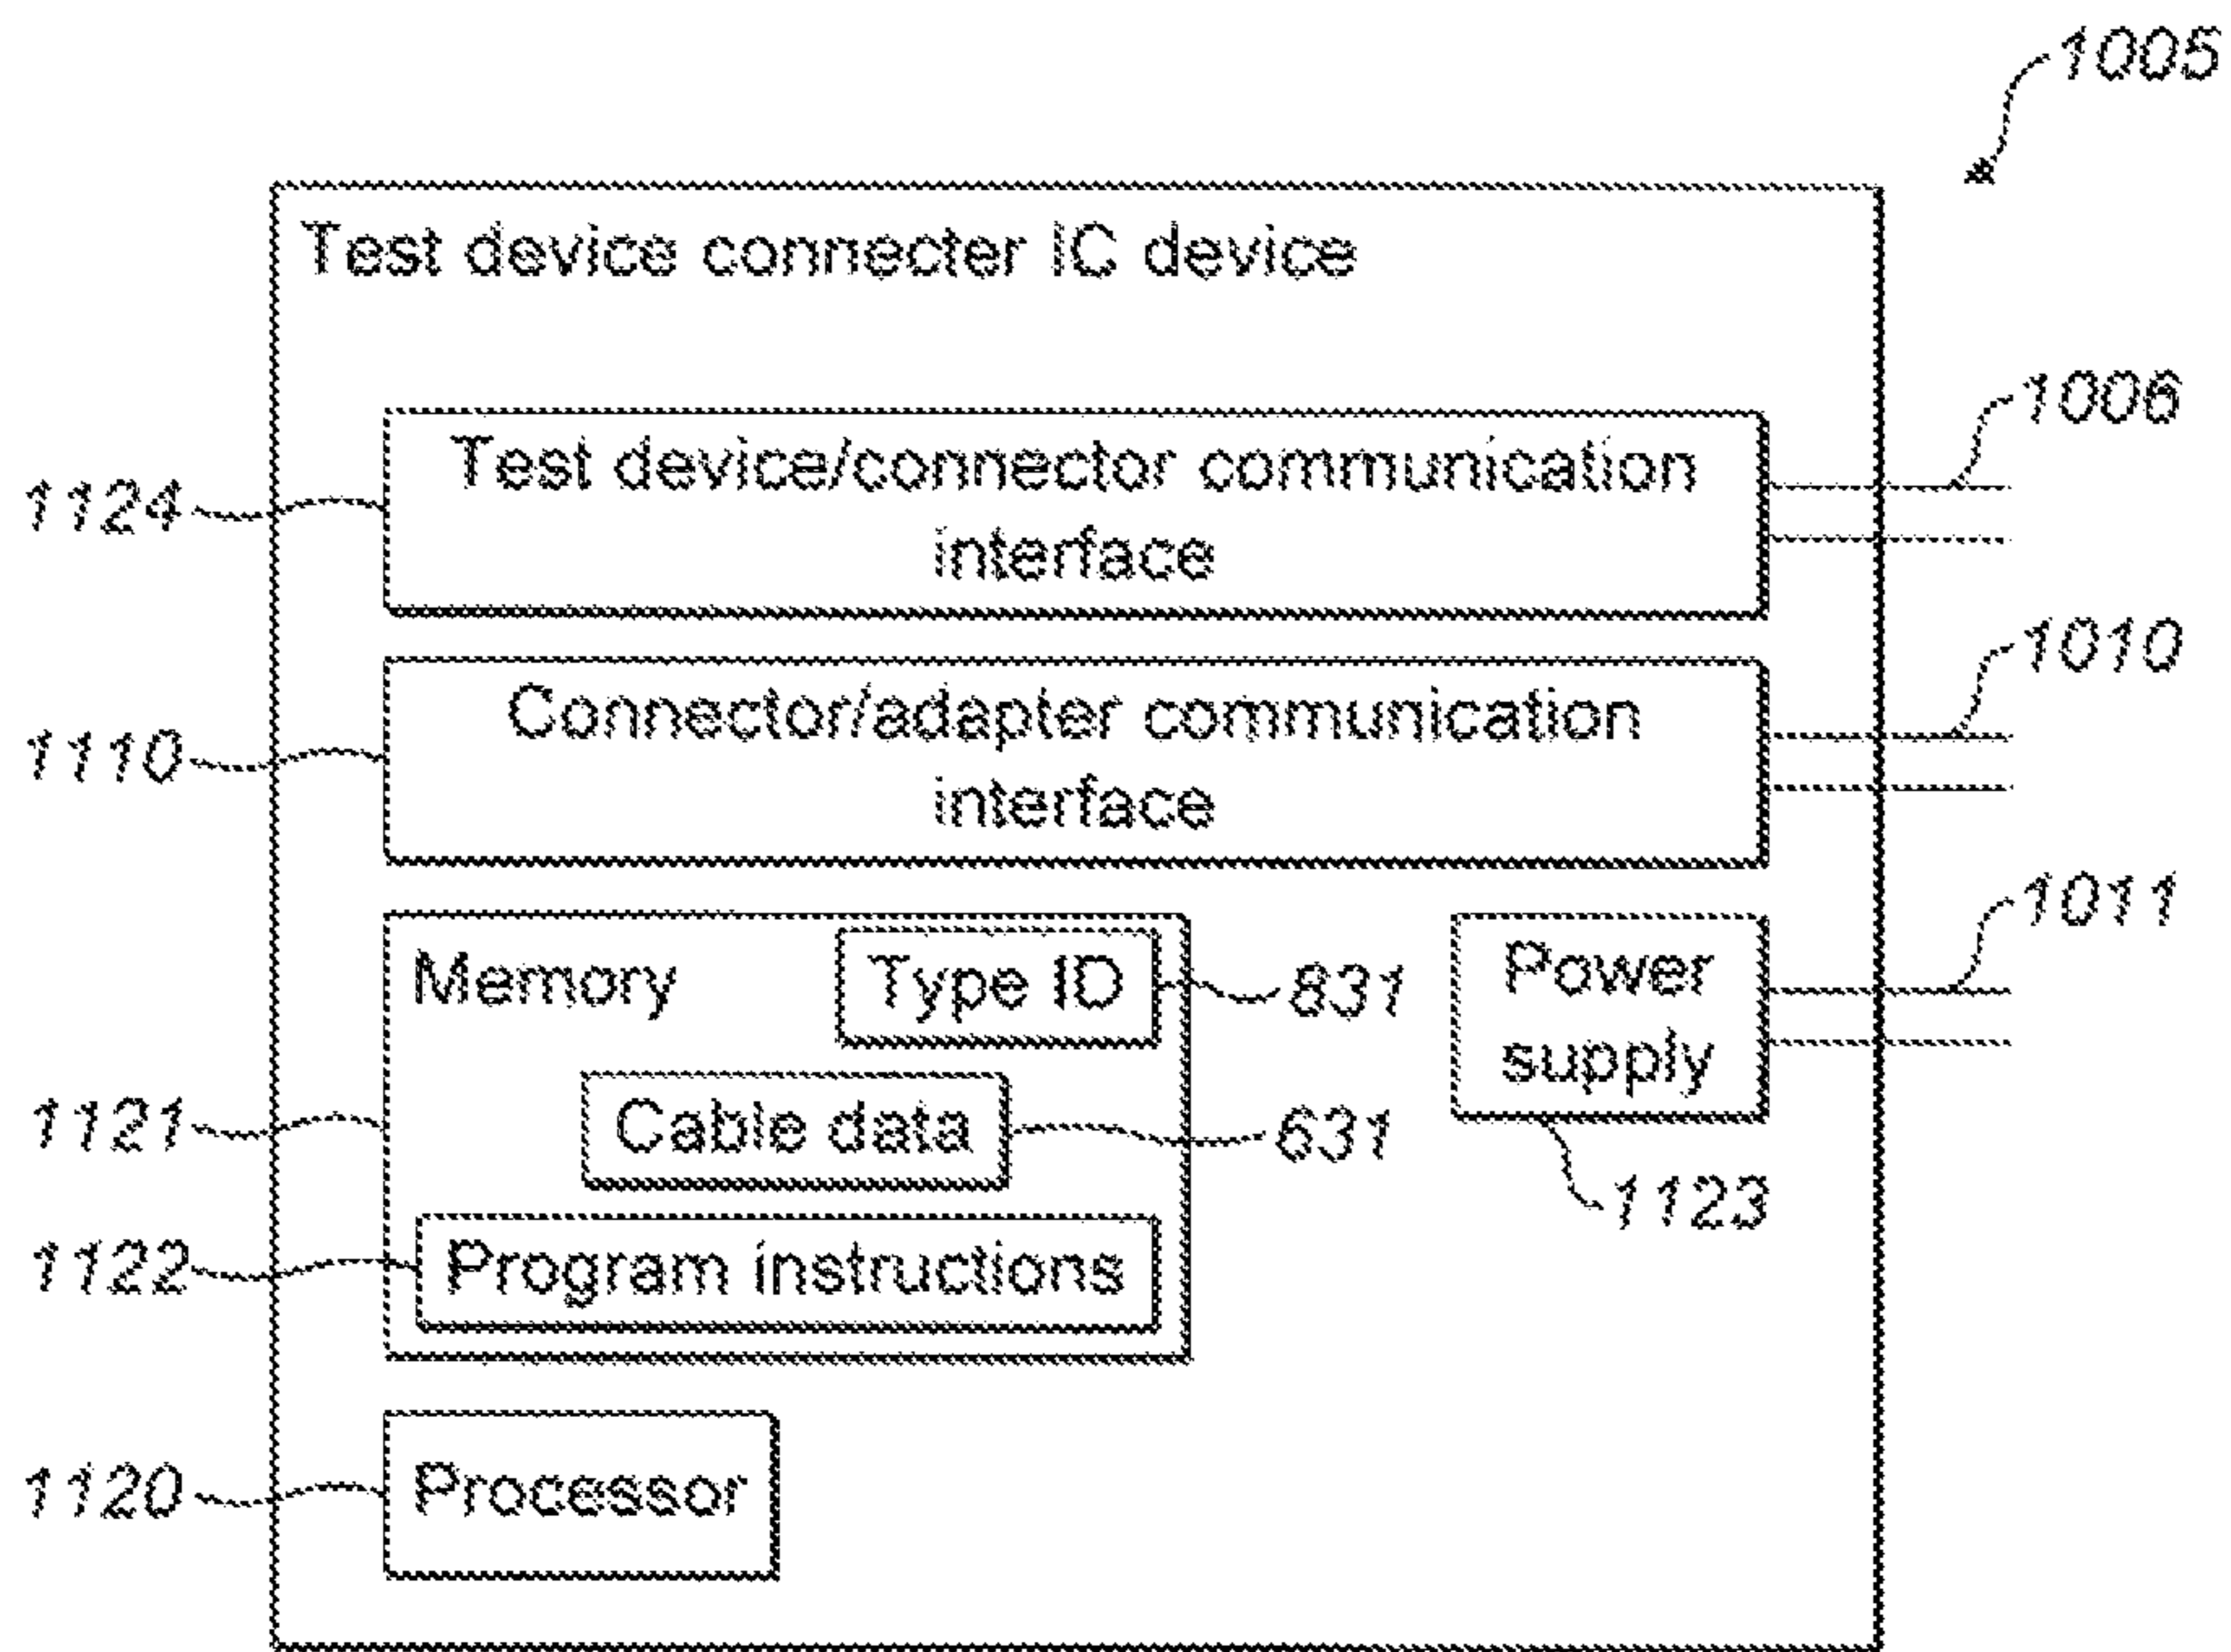 1005
Test device connecter IC device
1006
Test device/connector communication
interface
1124
1010
Connector/adapter communication
interface
1110
1011
Memory
Type ID
831
Power
supply
1121
Cable data
631
1123
1122
Program instructions
1120
Processor